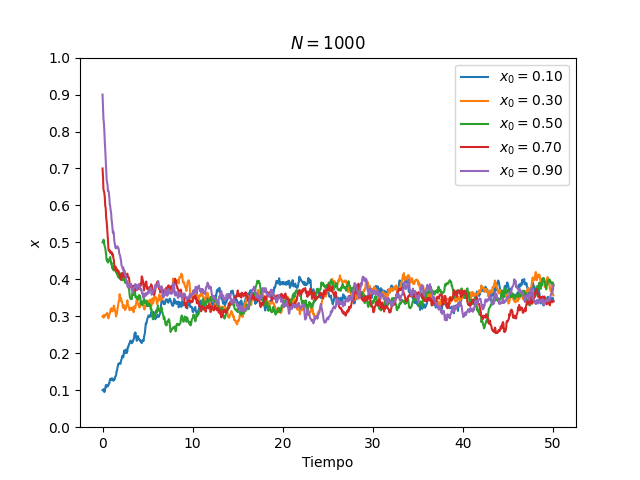 N = 1000
1.0
0.9
0.8
0.7
0.6
0.5
0.4
0.3
0.2
0.1
0.0
x
x₀ = 0.10
x₀ = 0.30
x₀ = 0.50
x₀ = 0.70
x₀ = 0.90
0 10 20 30 40 50
Tiempo